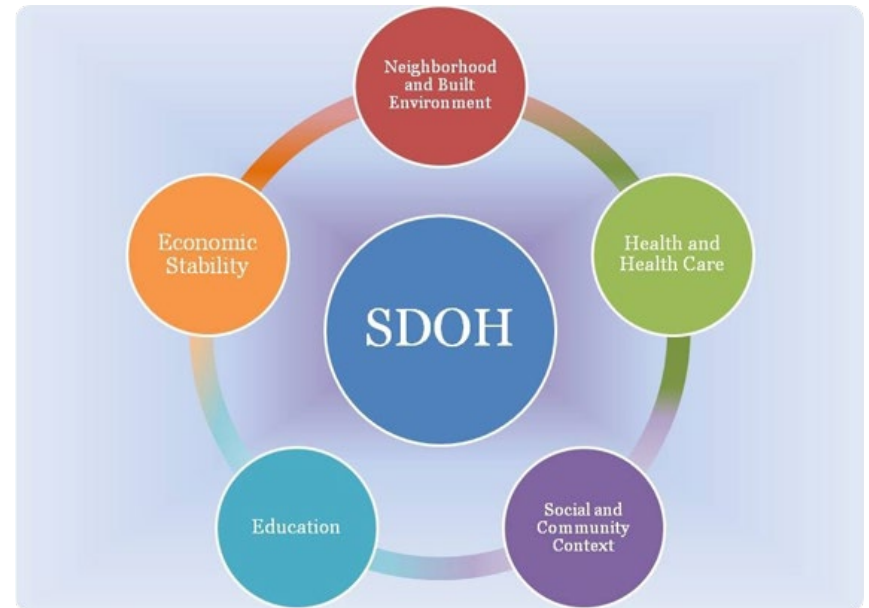 Neighborhood
and Built
Environment
Economic
Stability
Health and
Health Care
SDOH
Education
Social and
Community
Context